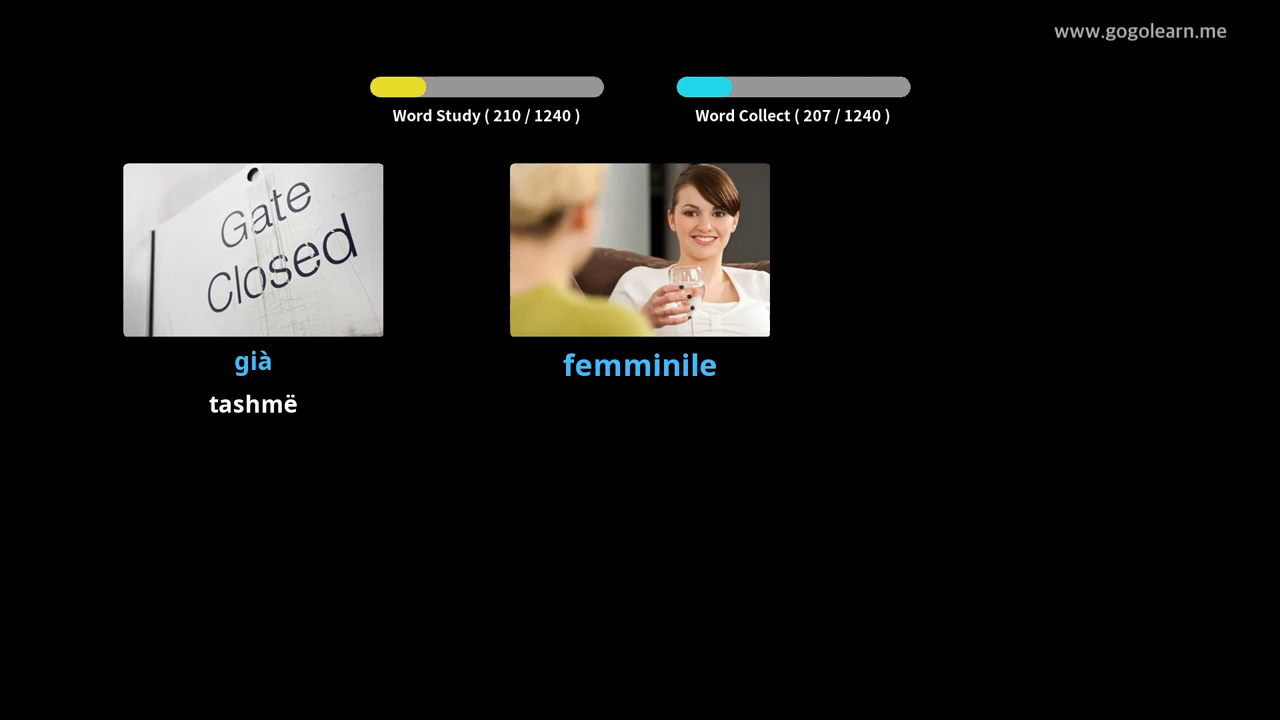 www.gogolearn.me
Word Study ( 210 / 1240 )
Word Collect ( 207 / 1240 )
Gate
Closed
già
femminile
tashmë